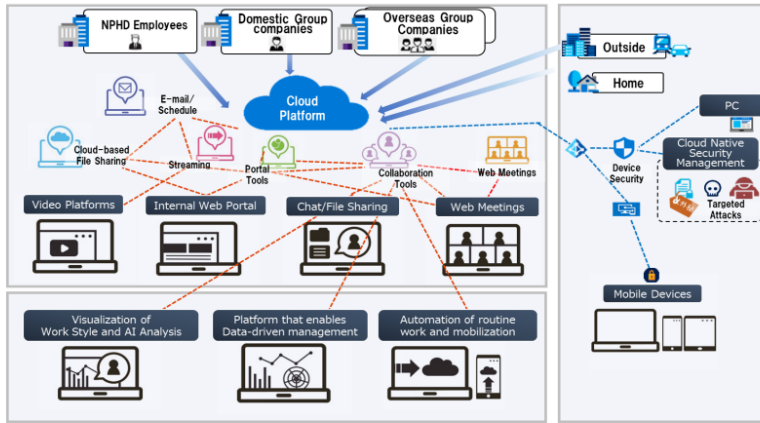 NPHD Employees
Domestic Group
companies
Overseas Group
Companies
Outside
Home
Cloud
Platform
E-mail/
Schedule
Cloud-based
File Sharing
Streaming
Portal
Tools
Collaboration
Tools
Web Meetings
PC
Device
Security
Cloud Native
Security
Management
Targeted
Attacks
Video Platforms
Internal Web Portal
Chat/File Sharing
Web Meetings
Mobile Devices
Visualization of
Work Style and AI Analysis
Platform that enables
Data-driven management
Automation of routine
work and mobilization